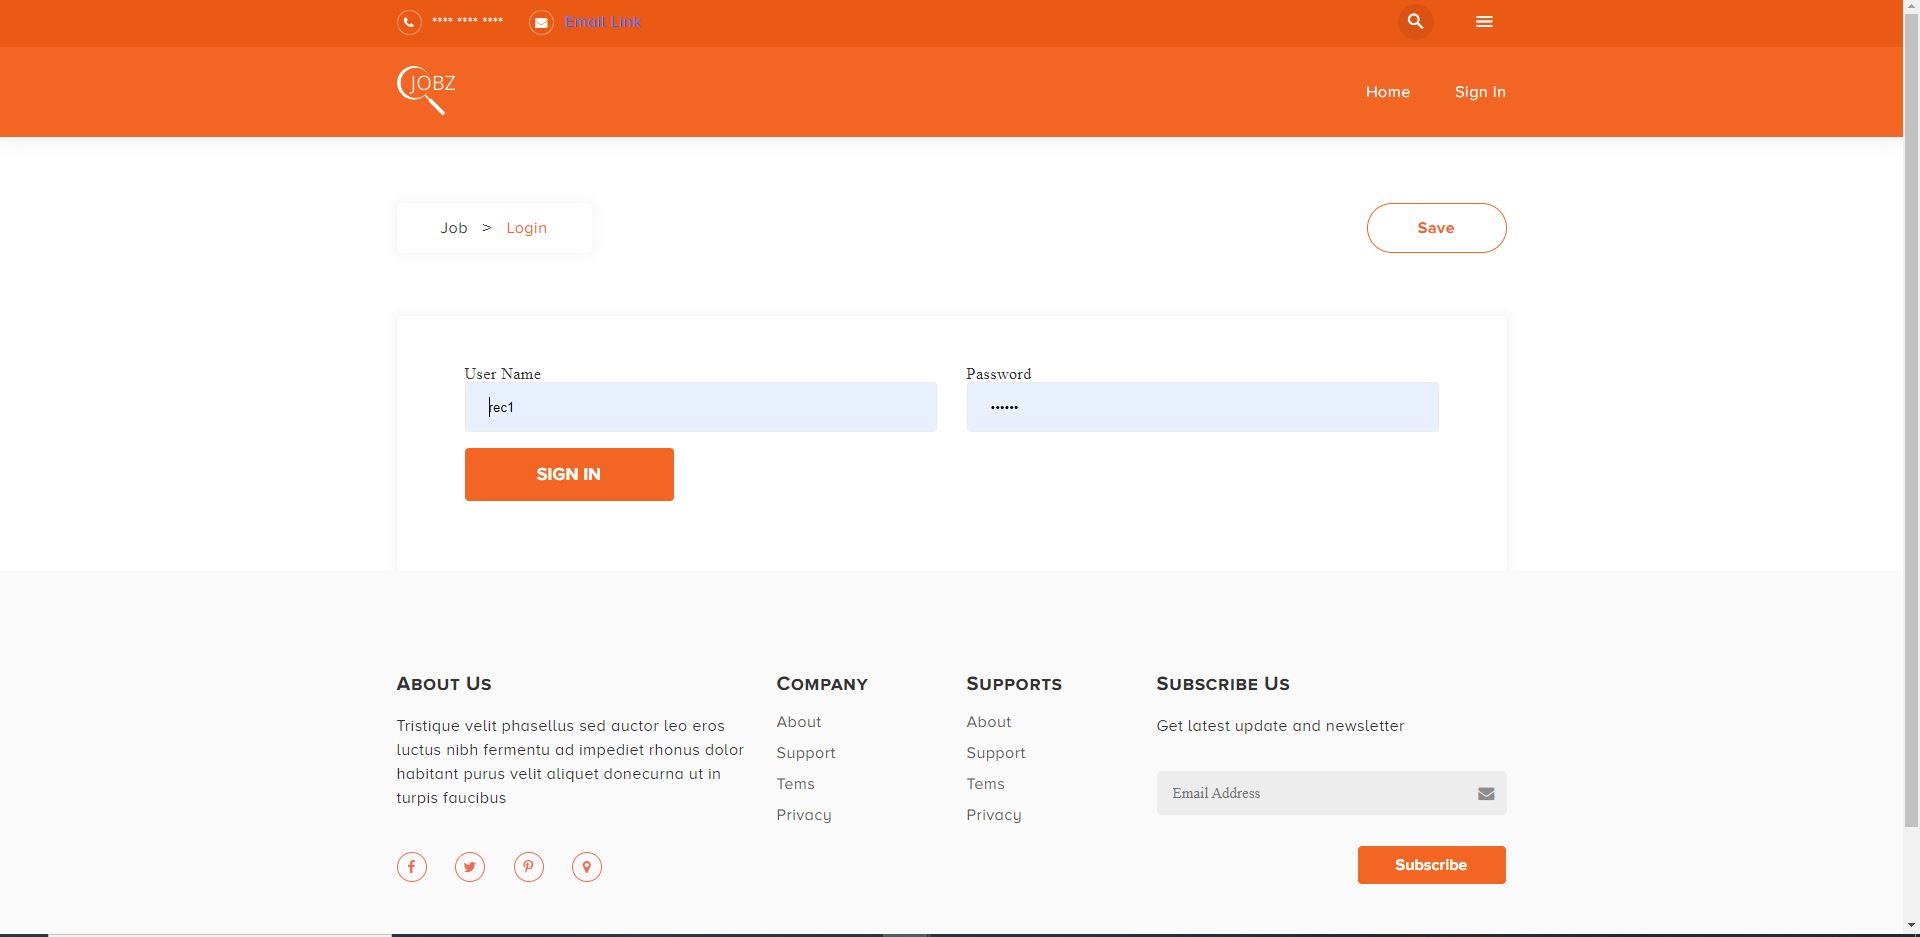 **** **** ****
Email Link
JOBZ
Home
Sign In
Job > Login
Save
User Name
Password
rec1
••••••
SIGN IN
About Us
Tristique velit phasellus sed auctor leo eros
luctus nibh fermentu ad impediet rhonus dolor
habitant purus velit aliquet donecurna ut in
turpis faucibus
Company
About
Support
Tems
Privacy
Supports
About
Support
Tems
Privacy
Subscribe Us
Get latest update and newsletter
Email Address
Subscribe